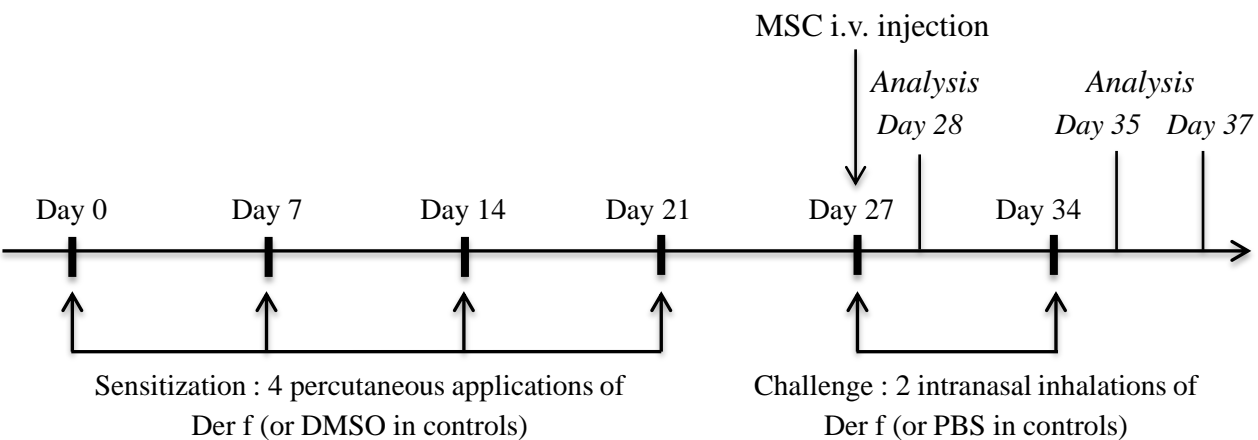 MSC i.v. injection
Analysis Analysis
Day 28 Day 35 Day 37
Day 0 Day 7 Day 14 Day 21 Day 27 Day 34
Sensitization : 4 percutaneous applications of
Der f (or DMSO in controls)
Challenge : 2 intranasal inhalations of
Der f (or PBS in controls)